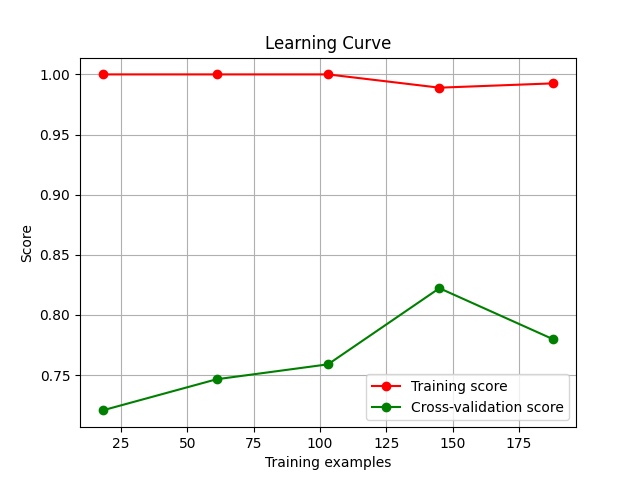 Learning Curve
1.00
0.95
0.90
0.85
0.80
0.75
Score
Training score
Cross-validation score
25 50 75 100 125 150 175
Training examples